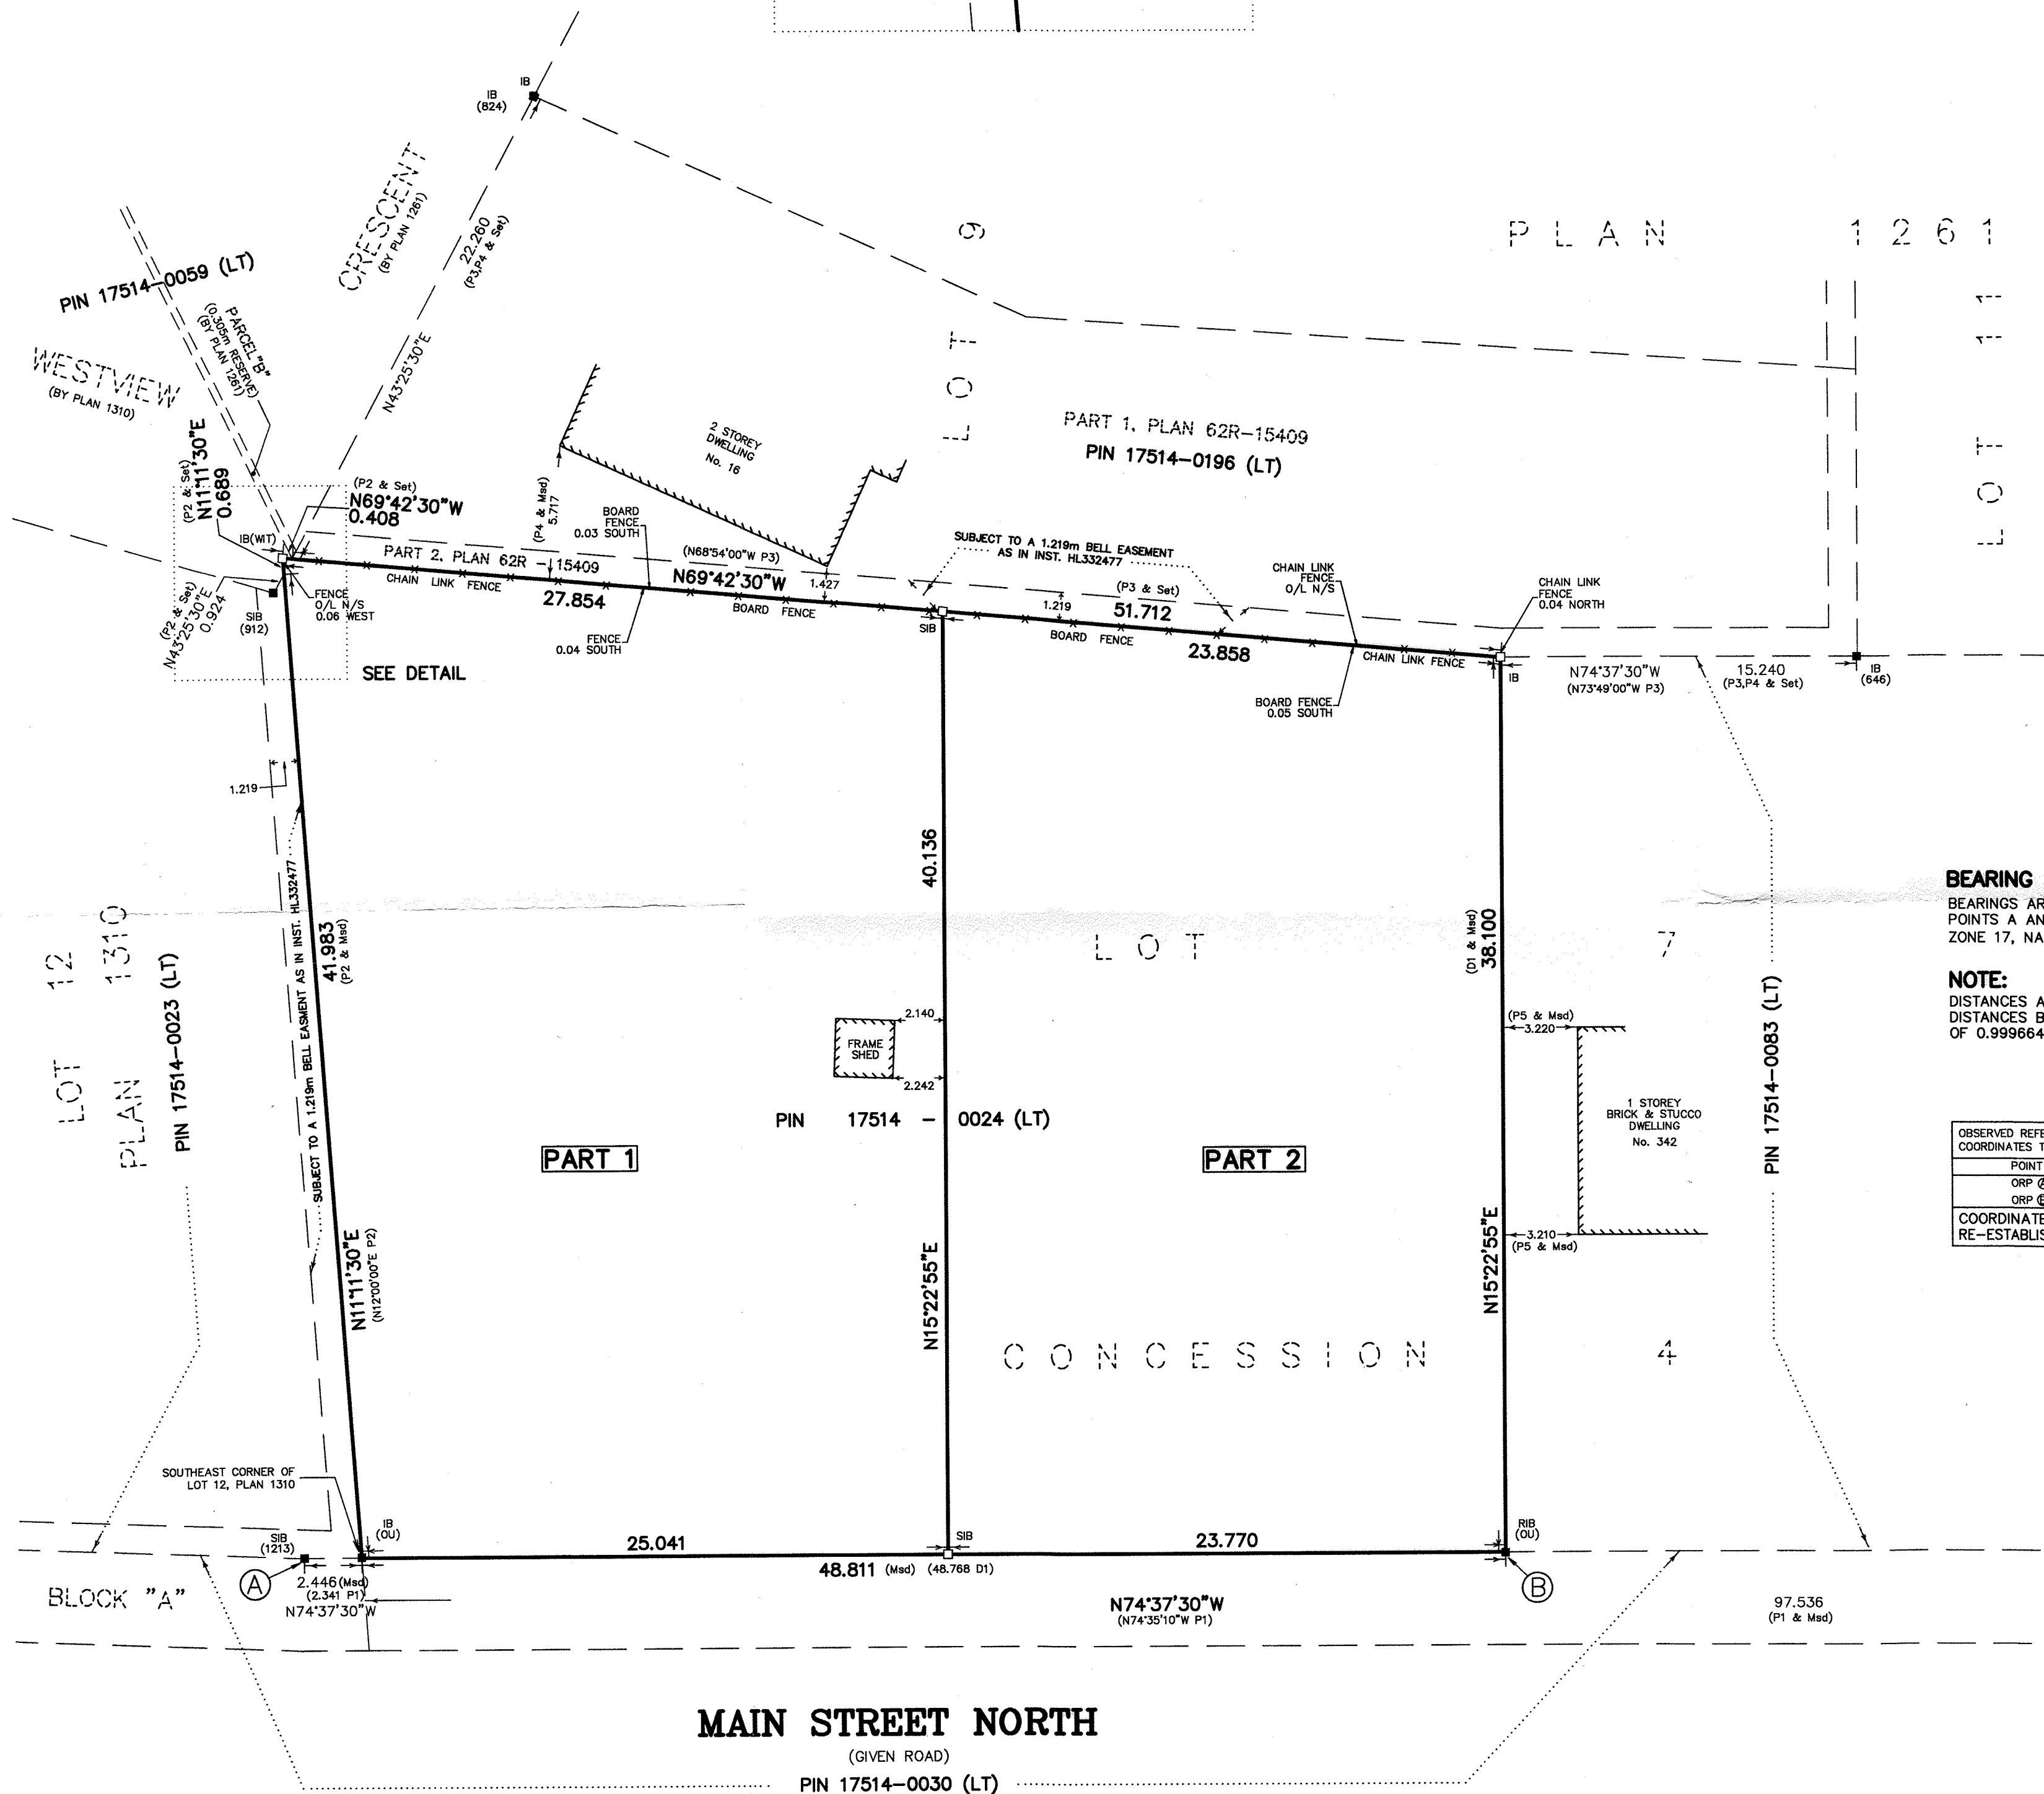 IB
IB
(824)
CRESCENT
(BY PLAN 1261)
22.260
(P3,P4 & Set)
N43°25'30"E
PIN 17514-0059 (LT)
PARCEL "B"
(0.305m RESERVE)
(BY PLAN 1261)
WESTVIEW
(BY PLAN 1310)
LOT 9
PLAN 1261
LOT 11
PART 1, PLAN 62R-15409
PIN 17514-0196 (LT)
2 STOREY
DWELLING
No. 16
(P2 & Set)
N11°11'30"E
0.689
(P2 & Set)
N69°42'30"W
0.408
IB(WIT)
(P4 & Msd)
5.717
BOARD
FENCE
0.03 SOUTH
PART 2, PLAN 62R-15409
CHAIN LINK FENCE
(N68°54'00"W P3)
N69°42'30"W
27.854
BOARD FENCE
1.427
SUBJECT TO A 1.219m BELL EASEMENT
AS IN INST. HL332477
(P3 & Set)
51.712
1.219
CHAIN LINK
FENCE
O/L N/S
CHAIN LINK
FENCE
0.04 NORTH
(P2 & Set)
N43°25'30"E
0.924
SIB
(912)
FENCE
O/L N/S
0.06 WEST
FENCE
0.04 SOUTH
SIB
BOARD FENCE
23.858
CHAIN LINK FENCE
IB
BOARD FENCE
0.05 SOUTH
N74°37'30"W
(N73°49'00"W P3)
15.240
(P3,P4 & Set)
IB
(646)
SEE DETAIL
1.219
40.136
(D1 & Msd)
38.100
41.983
(P2 & Msd)
SUBJECT TO A 1.219m BELL EASMENT AS IN INST. HL332477
LOT 12
PLAN 1310
PIN 17514-0023 (LT)
LOT 7
BEARING
BEARINGS AR
POINTS A AN
ZONE 17, NA
NOTE:
DISTANCES A
DISTANCES B
OF 0.999664
FRAME
SHED
2.140
2.242
PIN 17514 - 0024 (LT)
(P5 & Msd)
3.220
1 STOREY
BRICK & STUCCO
DWELLING
No. 342
3.210
(P5 & Msd)
PIN 17514-0083 (LT)
PART 1
PART 2
OBSERVED REFE
COORDINATES T
POINT
ORP A
ORP B
COORDINATE
RE-ESTABLIS
N11°11'30"E
(N12°00'00"E P2)
N15°22'55"E
N15°22'55"E
CONCESSION 4
SOUTHEAST CORNER OF
LOT 12, PLAN 1310
SIB
(1213)
IB
(OU)
25.041
SIB
23.770
RIB
(OU)
A
B
2.446(Msd)
(2.341 P1)
N74°37'30"W
48.811 (Msd) (48.768 D1)
N74°37'30"W
(N74°35'10"W P1)
97.536
(P1 & Msd)
BLOCK "A"
MAIN STREET NORTH
(GIVEN ROAD)
PIN 17514-0030 (LT)